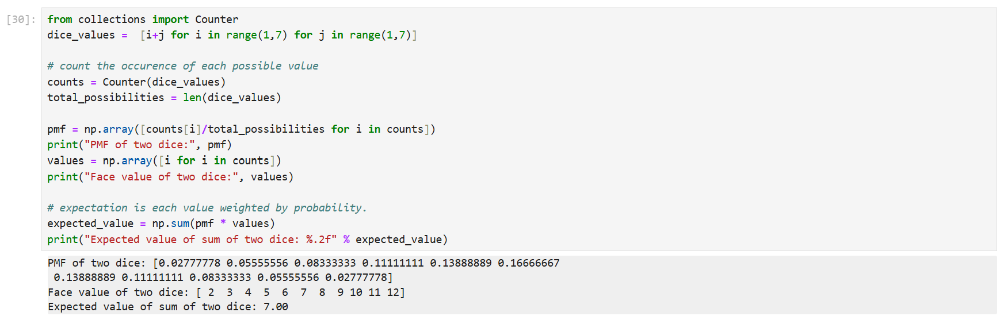 [30]:
from collections import Counter
dice_values =  [i+j for i in range(1,7) for j in range(1,7)]
# count the occurence of each possible value
counts = Counter(dice_values)
total_possibilities = len(dice_values)
pmf = np.array([counts[i]/total_possibilities for i in counts])
print("PMF of two dice:", pmf)
values = np.array([i for i in counts])
print("Face value of two dice:", values)
# expectation is each value weighted by probability.
expected_value = np.sum(pmf * values)
print("Expected value of sum of two dice: %.2f" % expected_value)
PMF of two dice: [0.02777778 0.05555556 0.08333333 0.11111111 0.13888889 0.16666667
 0.13888889 0.11111111 0.08333333 0.05555556 0.02777778]
Face value of two dice: [ 2  3  4  5  6  7  8  9 10 11 12]
Expected value of sum of two dice: 7.00